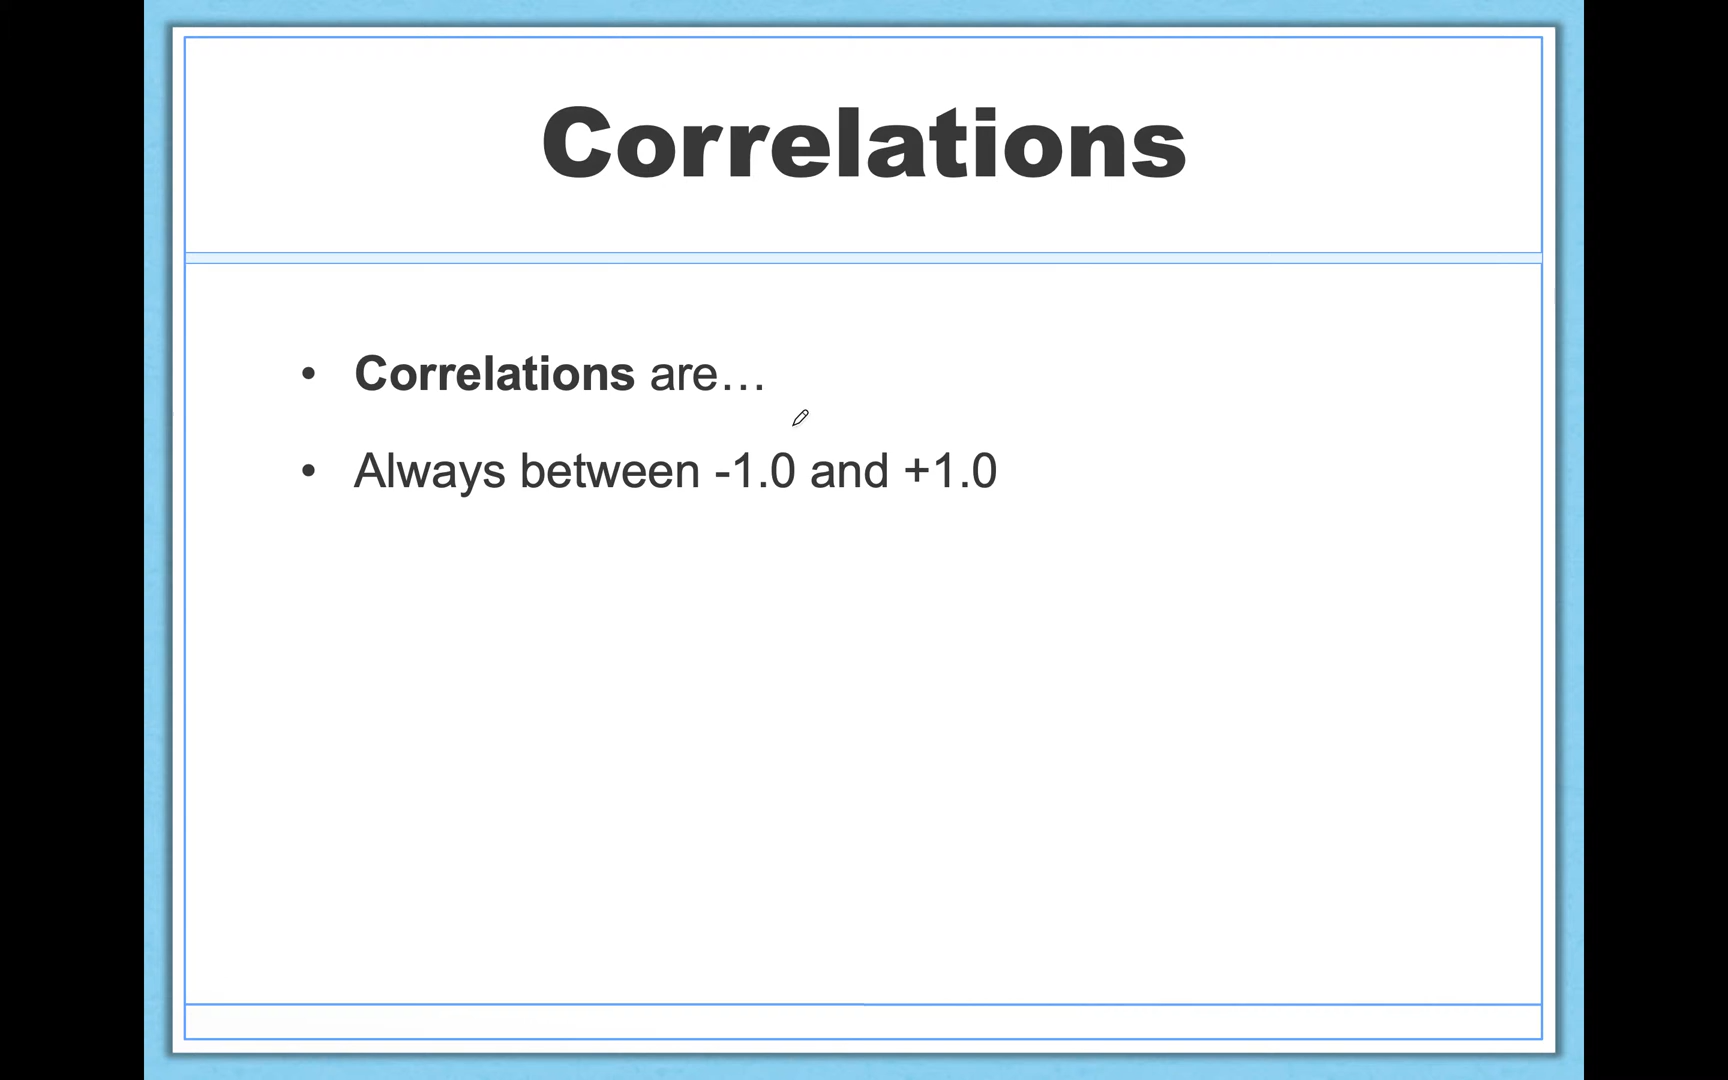 Correlations
• Correlations are…
• Always between -1.0 and +1.0